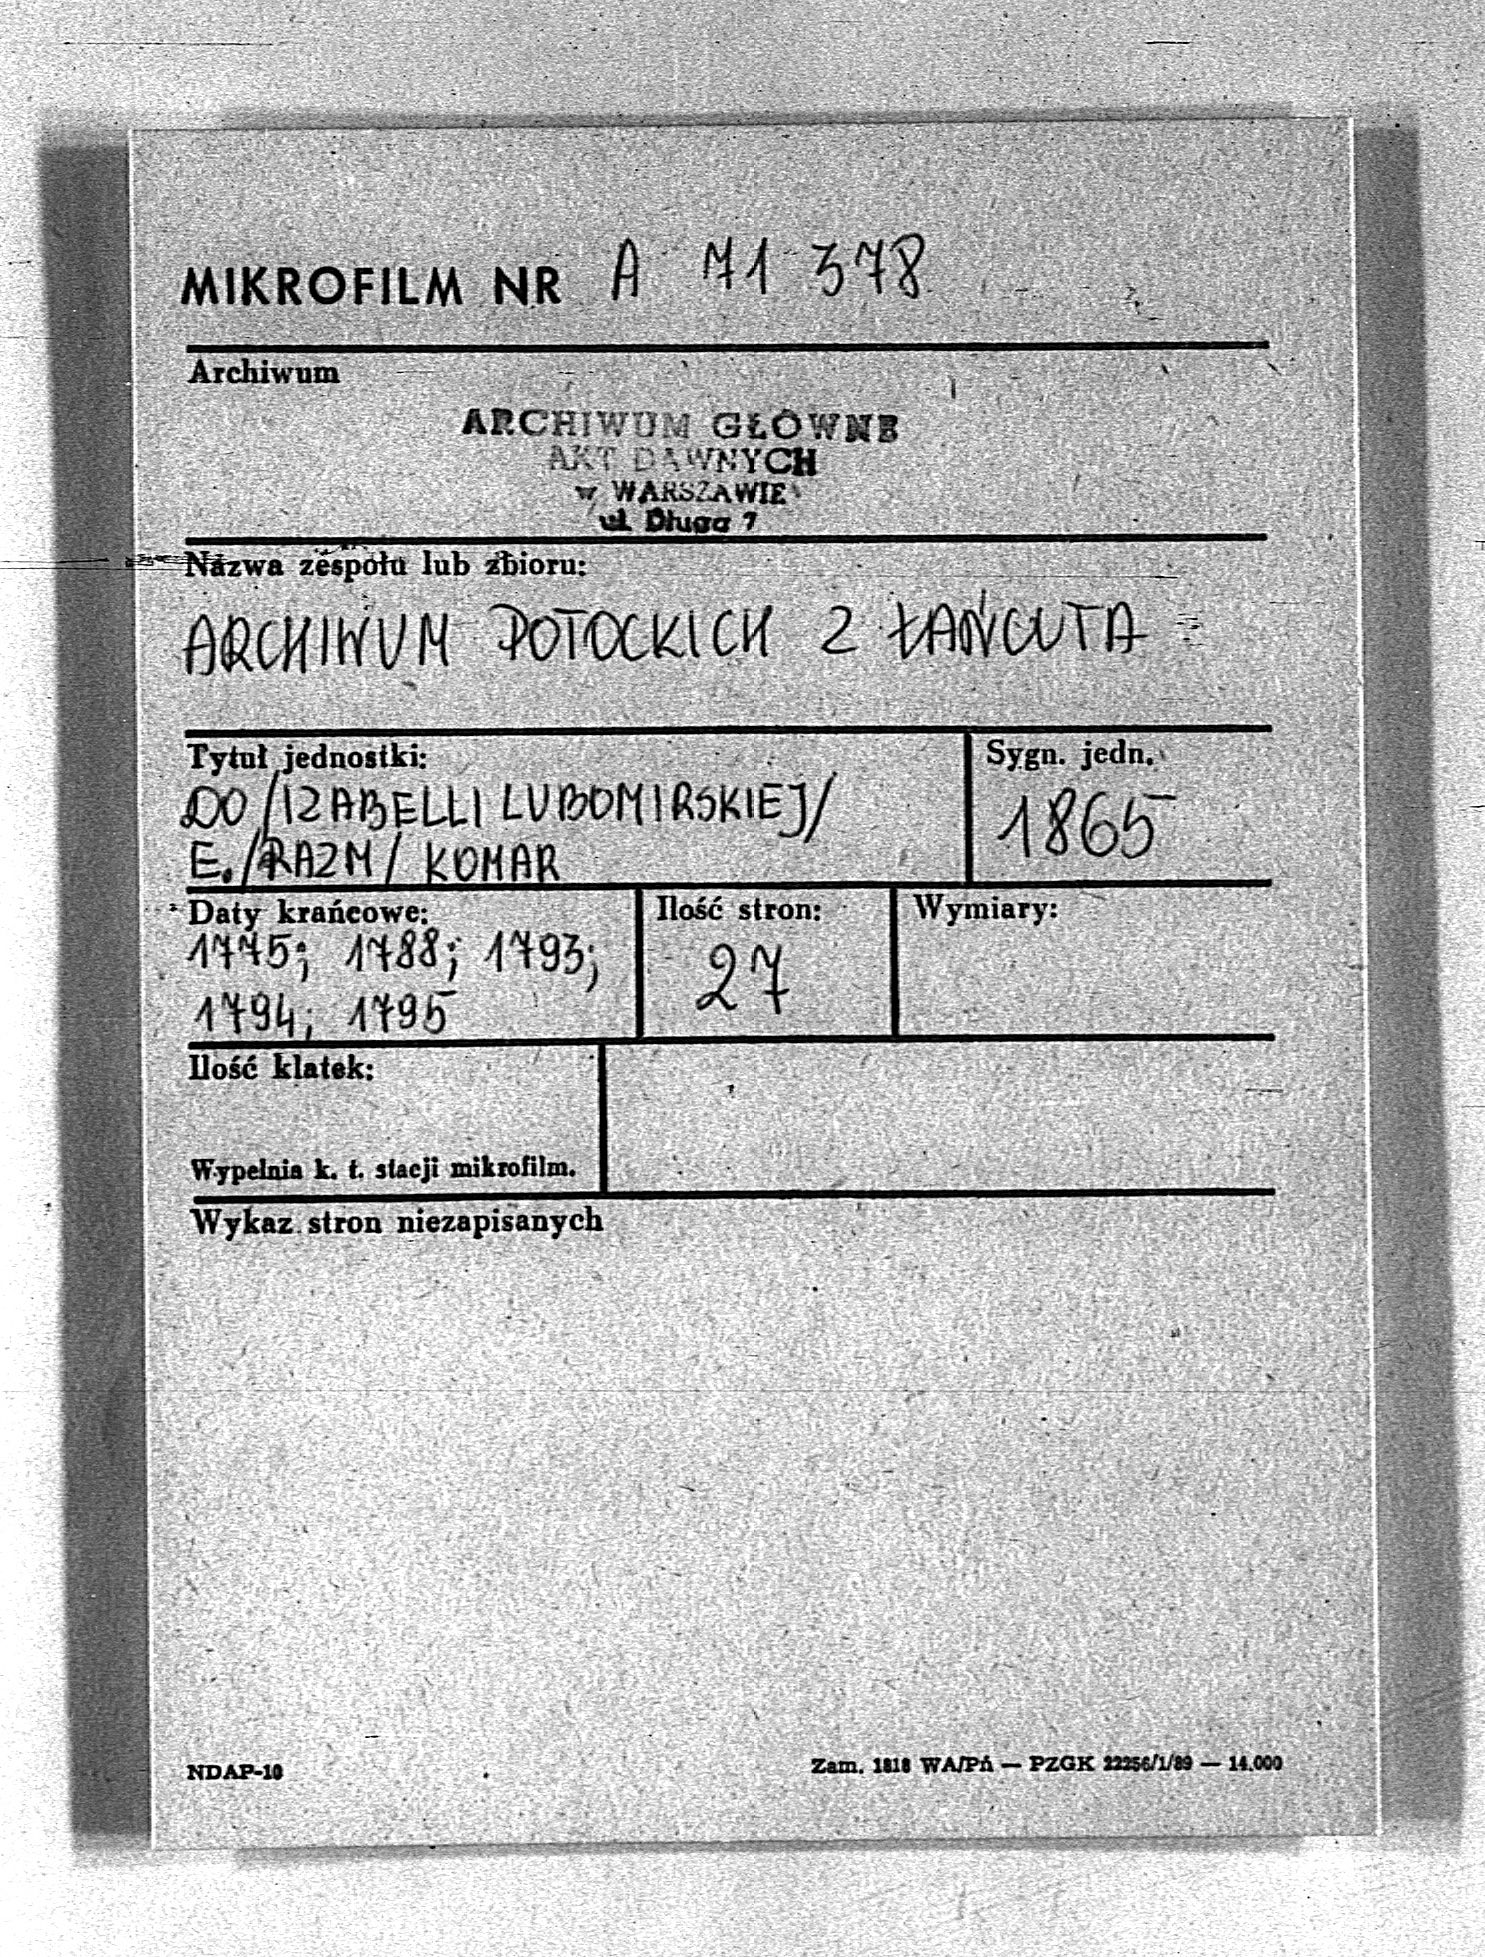 MIKROFILM NR A 71 378
Archiwum
ARCHIWUM GŁÓWNE
AKT DAWNYCH
w WARSZAWIE
ul. Długa 7
Nazwa zespołu lub zbioru:
ARCHIWUM POTOCKICH Z ŁAŃCUTA
Tytuł jednostki:
DO /IZABELLI LUBOMIRSKIEJ/
E. /RAZM/ KOMAR
Sygn. jedn.
1865
Daty krańcowe:
1775; 1788; 1793;
1794; 1795
Ilość stron:
27
Wymiary:
Ilość klatek:
Wypełnia k. t. stacji mikrofilm.
Wykaz stron niezapisanych
NDAP-10
Zam. 1818 WA/Pń — PZGK 22256/1/89 — 14.000